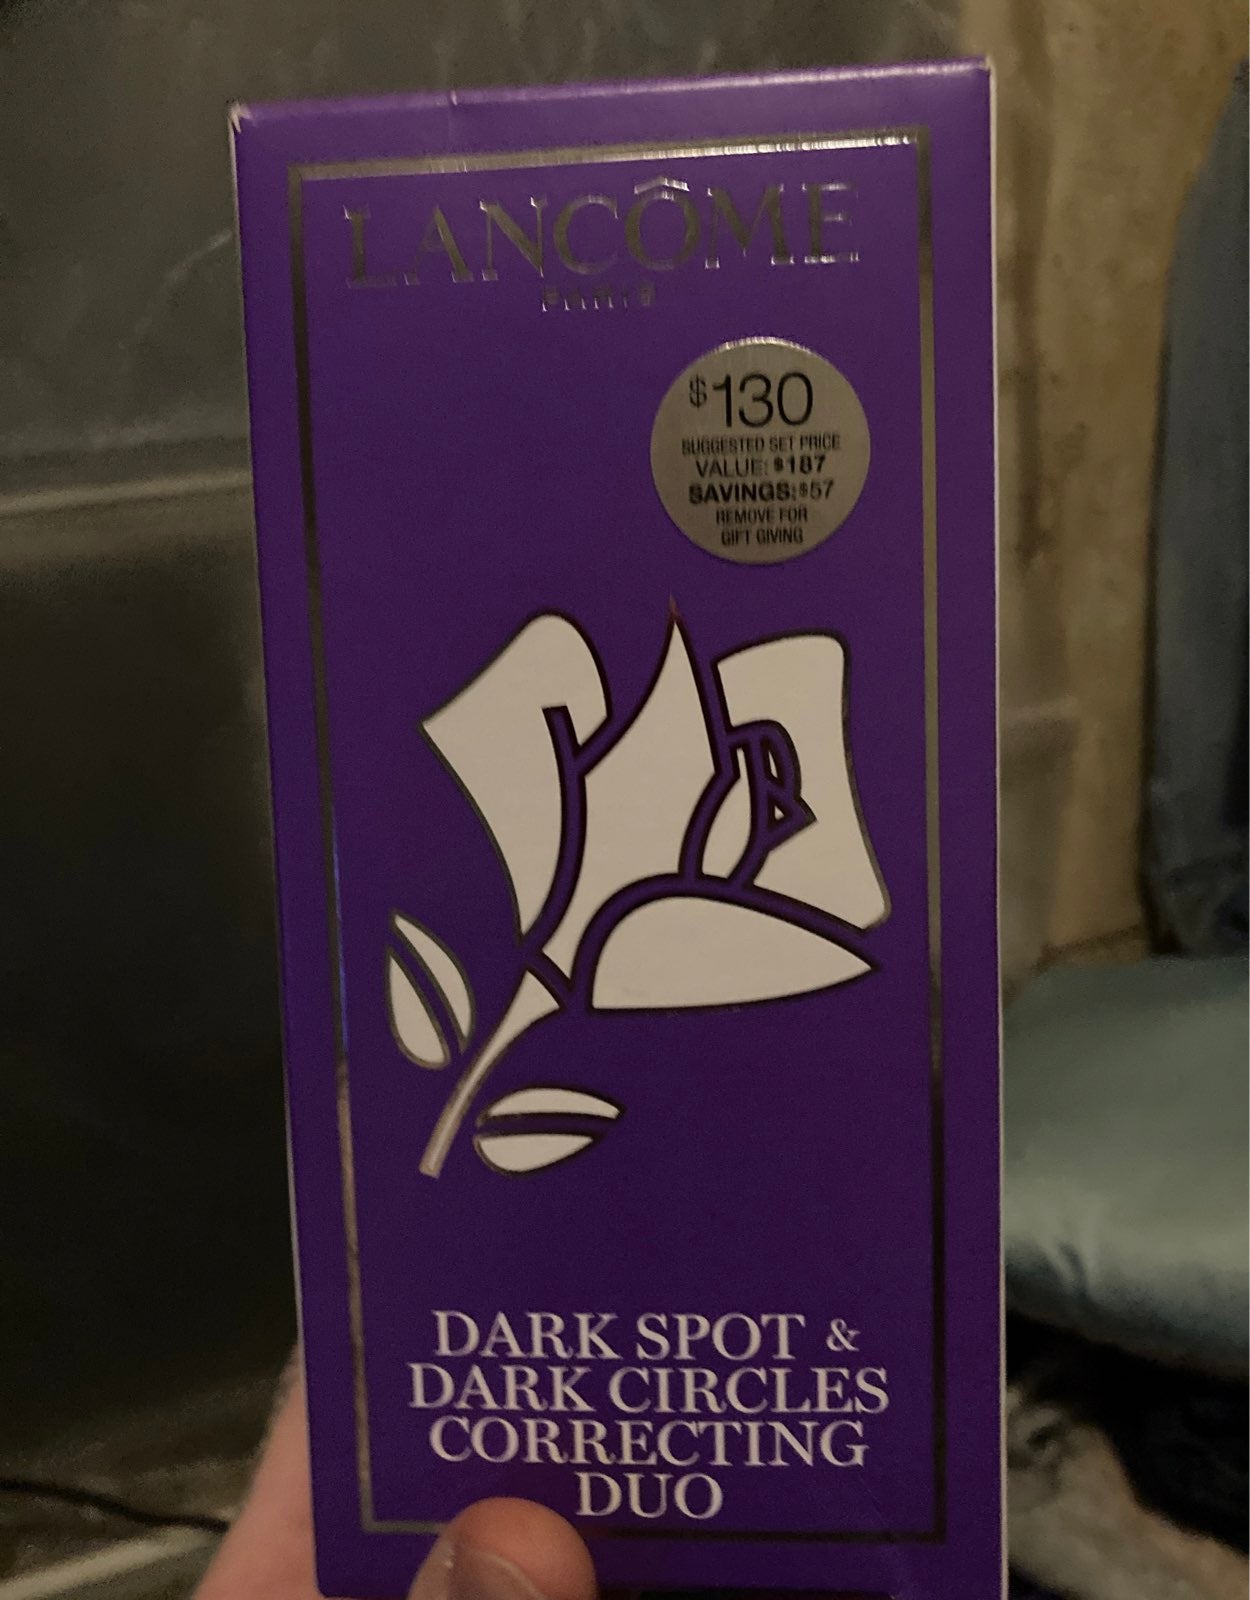 LANCÔME
PARIS
$130
SUGGESTED SET PRICE
VALUE: $187
SAVINGS: $57
REMOVE FOR
GIFT GIVING
DARK SPOT &
DARK CIRCLES
CORRECTING
DUO